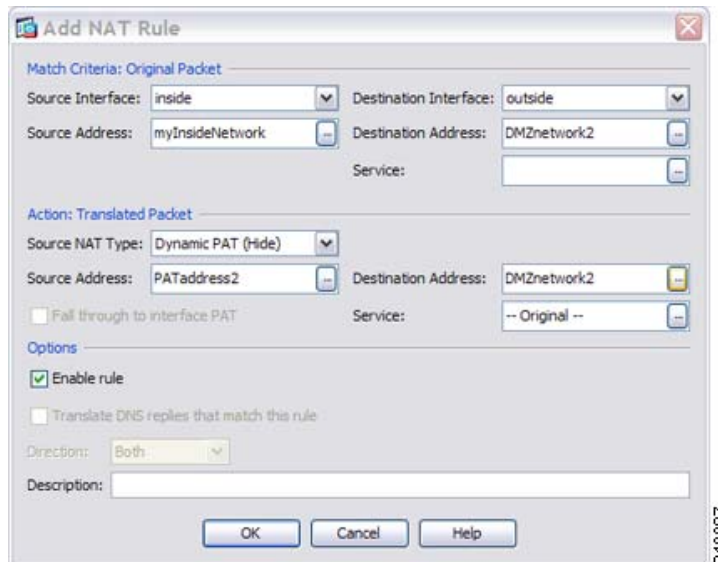 Add NAT Rule
Match Criteria: Original Packet
Source Interface: inside Destination Interface: outside
Source Address: myInsideNetwork ... Destination Address: DMZnetwork2 ...
Service: ...
Action: Translated Packet
Source NAT Type: Dynamic PAT (Hide)
Source Address: PATaddress2 ... Destination Address: DMZnetwork2 ...
Fall through to interface PAT Service: -- Original -- ...
Options
Enable rule
Translate DNS replies that match this rule
Direction: Both
Description:
OK Cancel Help